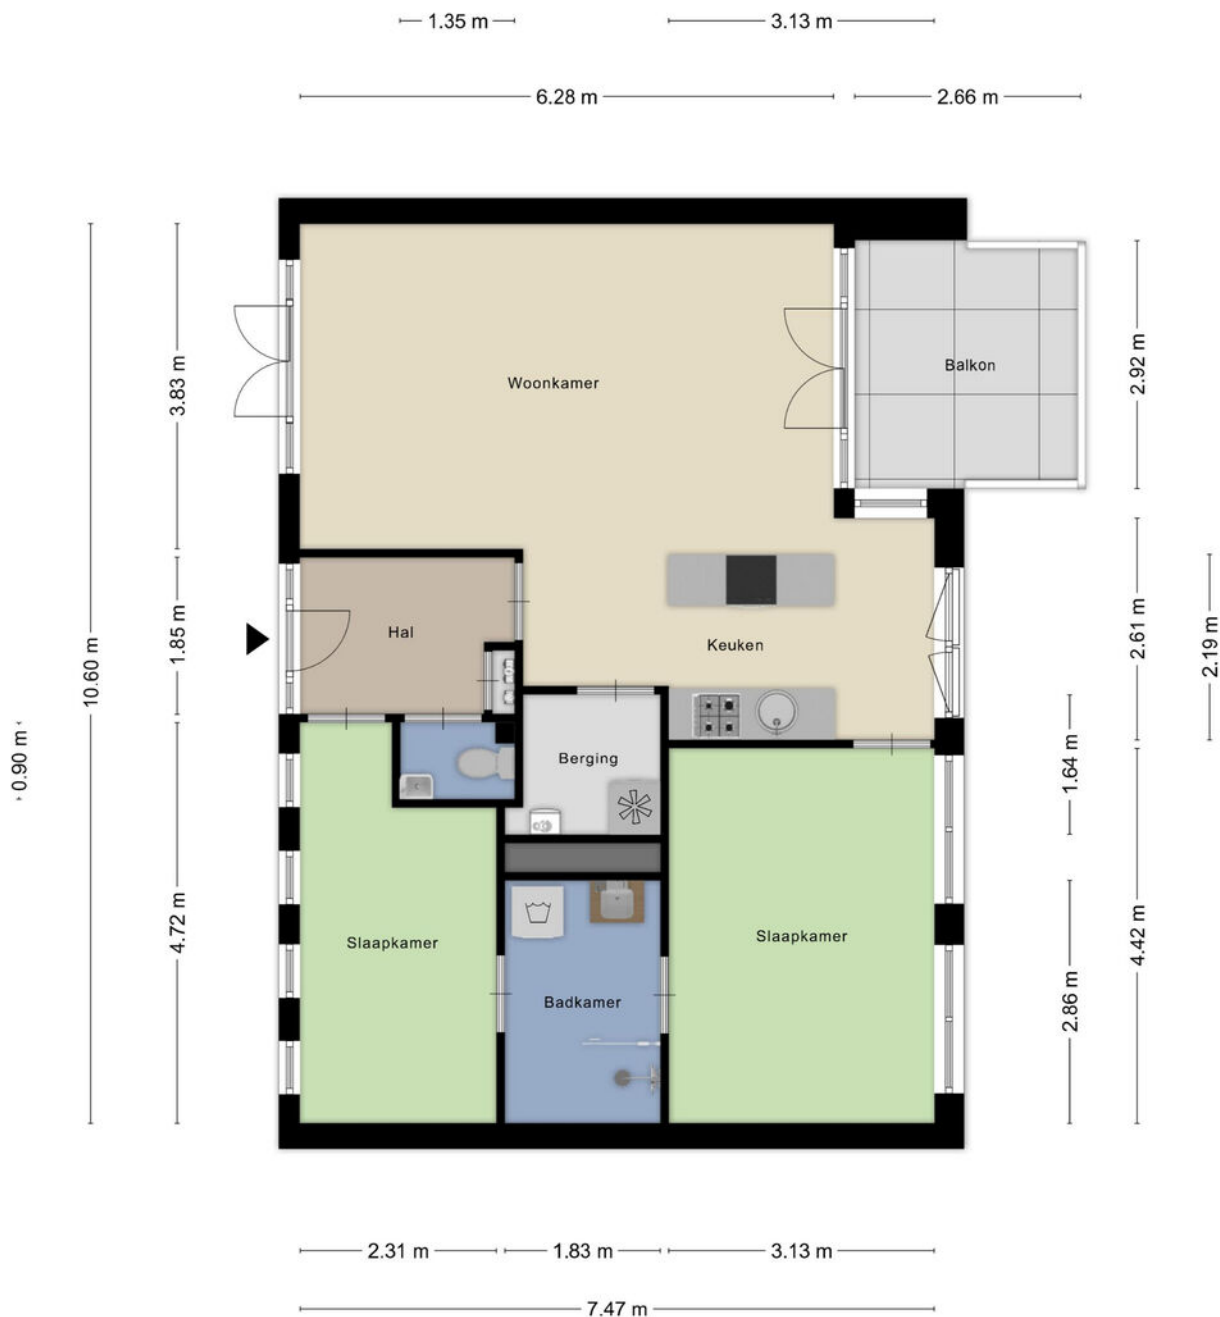 1.35 m
3.13 m
6.28 m
2.66 m
3.83 m
2.92 m
Woonkamer
Balkon
10.60 m
1.85 m
Hal
Keuken
2.61 m
2.19 m
0.90 m
Berging
1.64 m
4.72 m
Slaapkamer
Slaapkamer
Badkamer
4.42 m
2.86 m
2.31 m
1.83 m
3.13 m
7.47 m